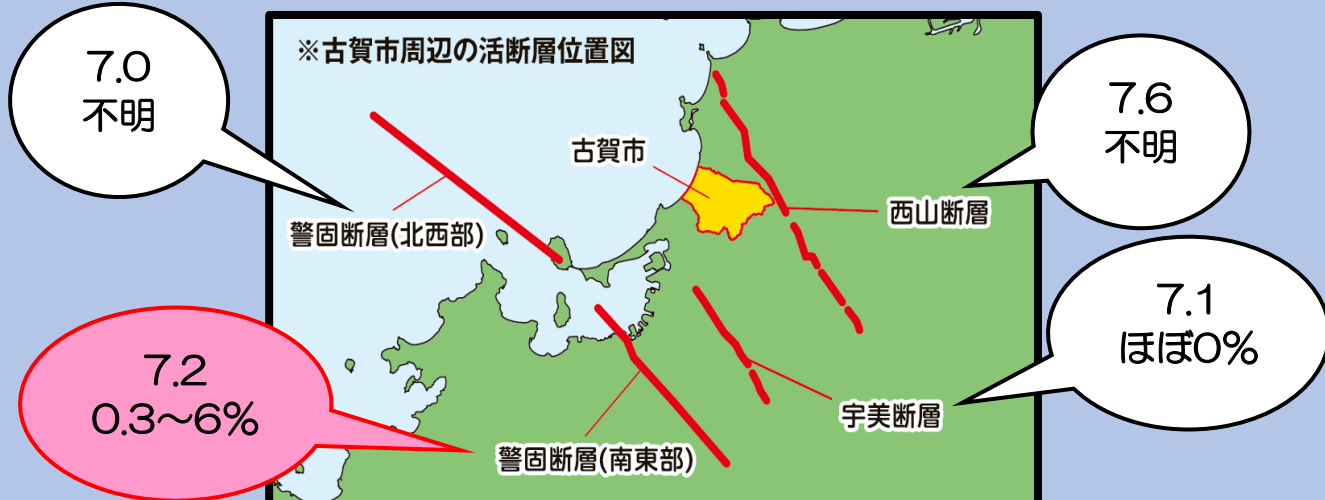 ※古賀市周辺の活断層位置図
7.0
不明
7.6
不明
古賀市
西山断層
警固断層(北西部)
7.1
ほぼ0%
7.2
0.3～6%
宇美断層
警固断層(南東部)